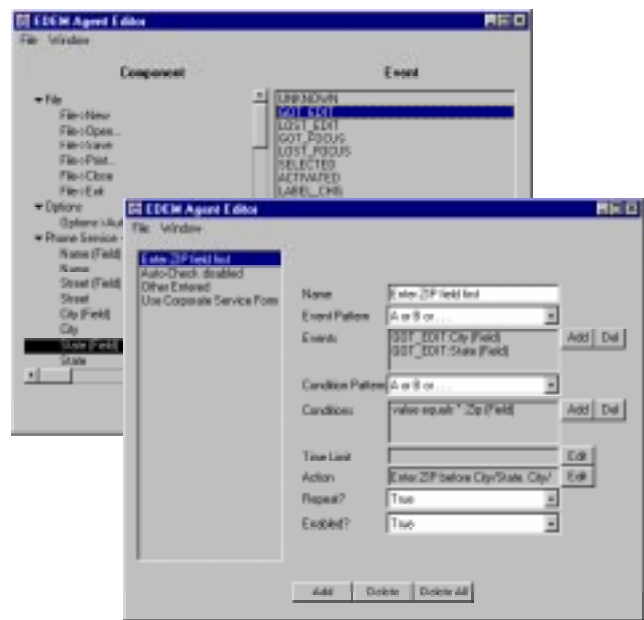 EDEM Agent Editor
File Window
Component Event
File
File->New
File->Open...
File->Save
File->Print...
File->Close
File->Exit
Options
Phone Service
Name (Field)
Name
Street (Field)
Street
City (Field)
City
State (Field)
State
UNKNOWN
GOT_EDIT
LOST_EDIT
GOT_FOCUS
LOST_FOCUS
SELECTED
ACTIVATED
LABEL_CHG
EDEM Agent Editor
File Window
Enter ZIP field first
Auto-Check disabled
Other Entered
Use Corporate Service Form
Name Enter ZIP field first
Event Pattern A or B or . . .
Events GOT_EDIT:City (Field) Add Del
GOT_EDIT:State (Field)
Condition Pattern A or B or . . .
Conditions value equals " :Zip (Field) Add Del
Time Limit Edit
Action Enter ZIP before City/State. City/ Edit
Repeat? True
Enabled? True
Add Delete Delete All